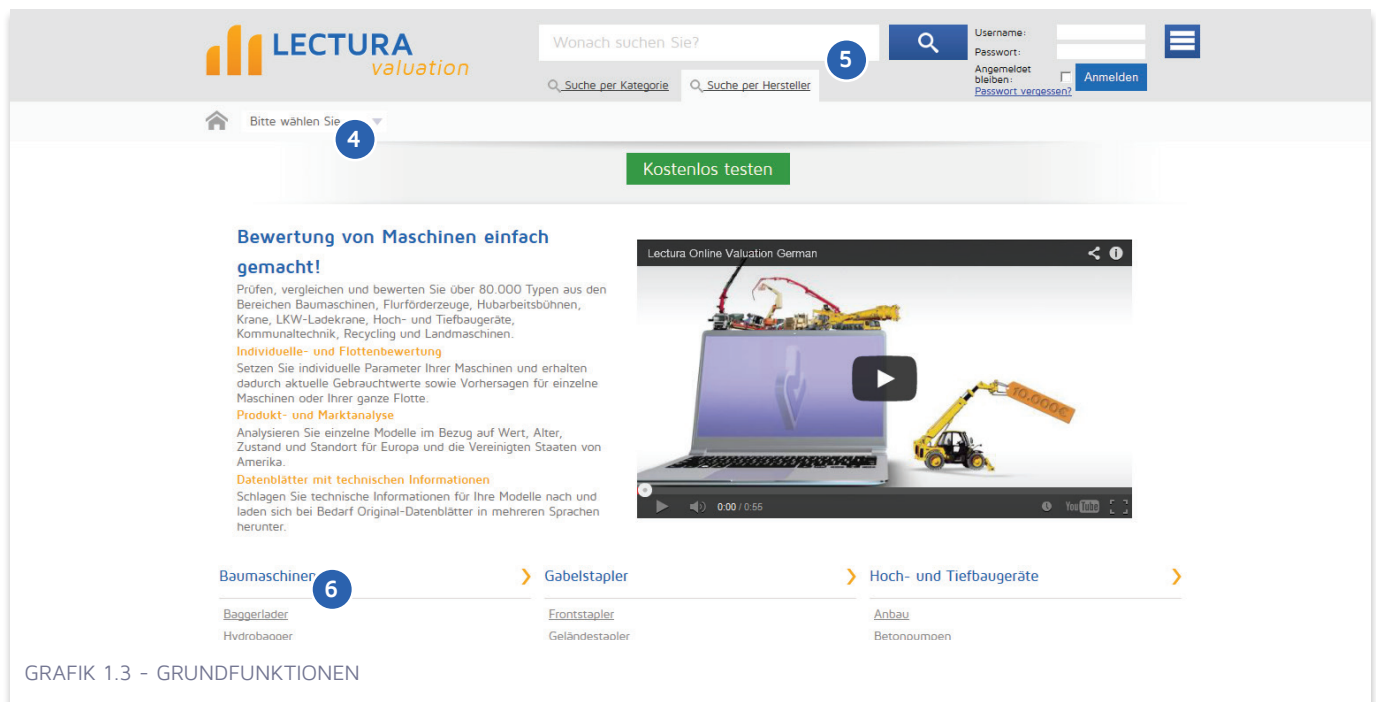 LECTURA
valuation
Wonach suchen Sie?
5
Username:
Passwort:
Angemeldet
bleiben:
Anmelden
Passwort vergessen?
Suche per Kategorie
Suche per Hersteller
Bitte wählen Sie
4
Kostenlos testen
Bewertung von Maschinen einfach
gemacht!
Prüfen, vergleichen und bewerten Sie über 80.000 Typen aus den
Bereichen Baumaschinen, Flurförderzeuge, Hubarbeitsbühnen,
Krane, LKW-Ladekrane, Hoch- und Tiefbaugeräte,
Kommunaltechnik, Recycling und Landmaschinen.
Individuelle- und Flottenbewertung
Setzen Sie individuelle Parameter Ihrer Maschinen und erhalten
dadurch aktuelle Gebrauchtwerte sowie Vorhersagen für einzelne
Maschinen oder Ihrer ganze Flotte.
Produkt- und Marktanalyse
Analysieren Sie einzelne Modelle im Bezug auf Wert, Alter,
Zustand und Standort für Europa und die Vereinigten Staaten von
Amerika.
Datenblätter mit technischen Informationen
Schlagen Sie technische Informationen für Ihre Modelle nach und
laden sich bei Bedarf Original-Datenblätter in mehreren Sprachen
herunter.
Lectura Online Valuation German
10.000€
0:00 / 0:55
YouTube
Baumaschinen
6
Baggerlader
Hydrobagger
Gabelstapler
Frontstapler
Geländestapler
Hoch- und Tiefbaugeräte
Anbau
Betonpumpen
GRAFIK 1.3 - GRUNDFUNKTIONEN